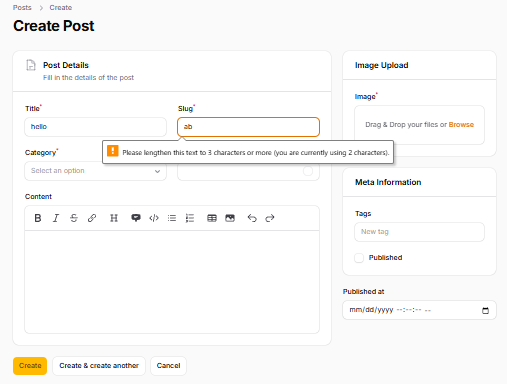 Posts > Create
Create Post
Post Details
Fill in the details of the post
Title*
Slug*
hello
ab
Please lengthen this text to 3 characters or more (you are currently using 2 characters).
Category*
Select an option
Content
B I S H </>
Image Upload
Image*
Drag & Drop your files or Browse
Meta Information
Tags
New tag
Published
Published at
mm/dd/yyyy --:--:-- --
Create
Create & create another
Cancel